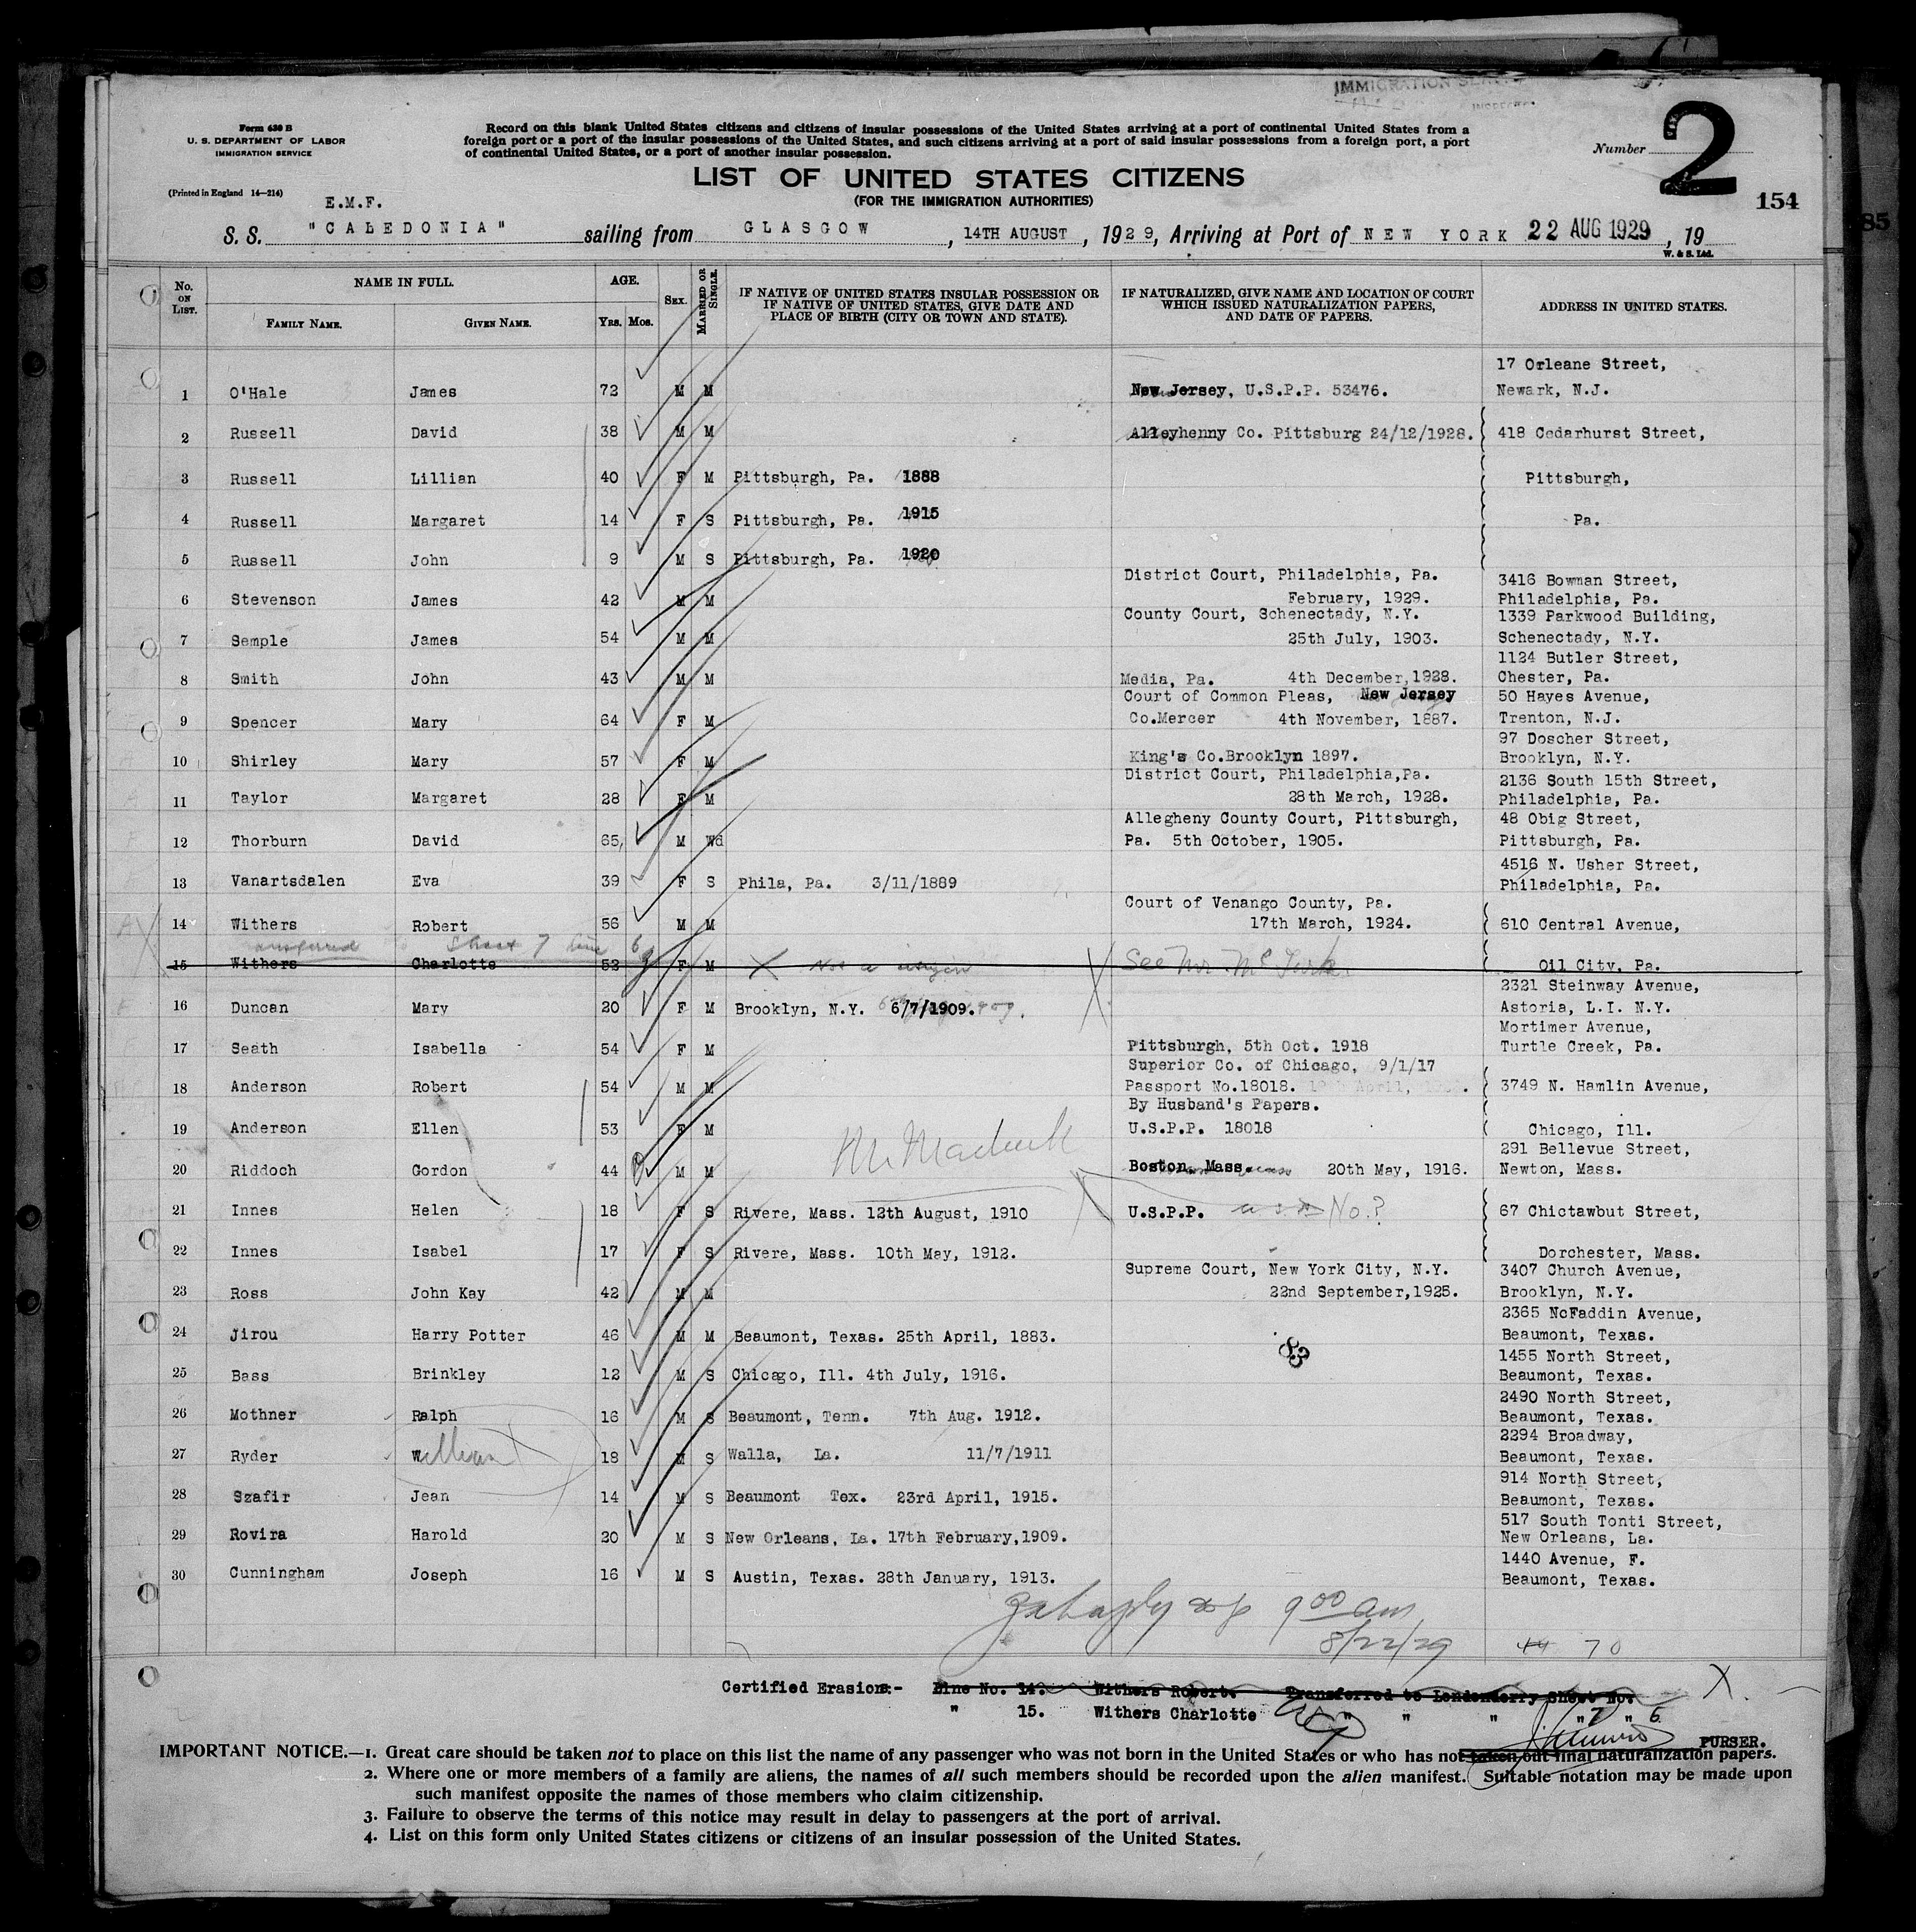 IMMIGRATION SERVICE
Form 630 B
U. S. DEPARTMENT OF LABOR
IMMIGRATION SERVICE
(Printed in England 14—214)
Record on this blank United States citizens and citizens of insular possessions of the United States arriving at a port of continental United States from a
foreign port or a port of the insular possessions of the United States, and such citizens arriving at a port of said insular possessions from a foreign port, a port
of continental United States, or a port of another insular possession.
Number 2
LIST OF UNITED STATES CITIZENS
(FOR THE IMMIGRATION AUTHORITIES)
154
E.M.F.
S. S. "CALEDONIA" sailing from GLASGOW, 14TH AUGUST, 1929, Arriving at Port of NEW YORK 22 AUG 1929, 19
W. & S. Ltd.
No. ON LIST.
NAME IN FULL.
FAMILY NAME. GIVEN NAME.
AGE.
YRS. MOS.
SEX.
MARRIED OR SINGLE.
IF NATIVE OF UNITED STATES INSULAR POSSESSION OR
IF NATIVE OF UNITED STATES, GIVE DATE AND
PLACE OF BIRTH (CITY OR TOWN AND STATE).
IF NATURALIZED, GIVE NAME AND LOCATION OF COURT
WHICH ISSUED NATURALIZATION PAPERS,
AND DATE OF PAPERS.
ADDRESS IN UNITED STATES.
17 Orleane Street,
1 O'Hale James 72 M M New Jersey, U.S.P.P. 53476. Newark, N.J.
2 Russell David 38 M M Alleyhenny Co. Pittsburg 24/12/1928. 418 Cedarhurst Street,
3 Russell Lillian 40 F M Pittsburgh, Pa. 1888 Pittsburgh,
4 Russell Margaret 14 F S Pittsburgh, Pa. 1915 Pa.
5 Russell John 9 M S Pittsburgh, Pa. 1920
District Court, Philadelphia, Pa. 3416 Bowman Street,
6 Stevenson James 42 M M February, 1929. Philadelphia, Pa.
County Court, Schenectady, N.Y. 1339 Parkwood Building,
7 Semple James 54 M M 25th July, 1903. Schenectady, N.Y.
1124 Butler Street,
8 Smith John 43 M M Media, Pa. 4th December,1928. Chester, Pa.
Court of Common Pleas, New Jersey 50 Hayes Avenue,
9 Spencer Mary 64 F M Co.Mercer 4th November, 1887. Trenton, N.J.
97 Doscher Street,
10 Shirley Mary 57 F M King's Co.Brooklyn 1897. Brooklyn, N.Y.
District Court, Philadelphia,Pa. 2136 South 15th Street,
11 Taylor Margaret 28 F M 28th March, 1928. Philadelphia, Pa.
Allegheny County Court, Pittsburgh, 48 Obig Street,
12 Thorburn David 65, M Wd Pa. 5th October, 1905. Pittsburgh, Pa.
4516 N. Usher Street,
13 Vanartsdalen Eva 39 F S Phila, Pa. 3/11/1889 Philadelphia, Pa.
Court of Venango County, Pa.
14 Withers Robert 56 M M 17th March, 1924. 610 Central Avenue,
transferred to Sheet 7 line 6
15 Withers Charlotte 52 F M X Not a citizen See Mr. Mc Oil City, Pa.
2321 Steinway Avenue,
16 Duncan Mary 20 F M Brooklyn, N.Y. 6/7/1909. Astoria, L.I. N.Y.
Mortimer Avenue,
17 Seath Isabella 54 F M Pittsburgh, 5th Oct. 1918 Turtle Creek, Pa.
Superior Co. of Chicago, 9/1/17
18 Anderson Robert 54 M M Passport No.18018. 3749 N. Hamlin Avenue,
By Husband's Papers.
19 Anderson Ellen 53 F M U.S.P.P. 18018 Chicago, Ill.
291 Bellevue Street,
20 Riddoch Gordon 44 M M Boston, Mass. 20th May, 1916. Newton, Mass.
21 Innes Helen 18 F S Rivere, Mass. 12th August, 1910 U.S.P.P. No.? 67 Chictawbut Street,
22 Innes Isabel 17 F S Rivere, Mass. 10th May, 1912. Dorchester, Mass.
Supreme Court, New York City, N.Y. 3407 Church Avenue,
23 Ross John Kay 42 M M 22nd September,1925. Brooklyn, N.Y.
2365 NcFaddin Avenue,
24 Jirou Harry Potter 46 M M Beaumont, Texas. 25th April, 1883. Beaumont, Texas.
83
1455 North Street,
25 Bass Brinkley 12 M S Chicago, Ill. 4th July, 1916. Beaumont, Texas.
2490 North Street,
26 Mothner Ralph 16 M S Beaumont, Tenn. 7th Aug. 1912. Beaumont, Texas.
2294 Broadway,
27 Ryder William 18 M S Walla, La. 11/7/1911 Beaumont, Texas.
914 North Street,
28 Szafir Jean 14 M S Beaumont Tex. 23rd April, 1915. Beaumont, Texas.
517 South Tonti Street,
29 Rovira Harold 20 M S New Orleans, La. 17th February,1909. New Orleans, La.
1440 Avenue, F.
30 Cunningham Joseph 16 M S Austin, Texas. 28th January, 1913. Beaumont, Texas.
9 00 am
8/22/29 44 70
Certified Erasions:- Line No. 14. Withers Robert. Transferred to Londonderry Sheet No. X.
" 15. Withers Charlotte " " " " 7 " 6.
PURSER.
IMPORTANT NOTICE.—1. Great care should be taken not to place on this list the name of any passenger who was not born in the United States or who has not taken out final naturalization papers.
2. Where one or more members of a family are aliens, the names of all such members should be recorded upon the alien manifest. Suitable notation may be made upon
such manifest opposite the names of those members who claim citizenship.
3. Failure to observe the terms of this notice may result in delay to passengers at the port of arrival.
4. List on this form only United States citizens or citizens of an insular possession of the United States.
85